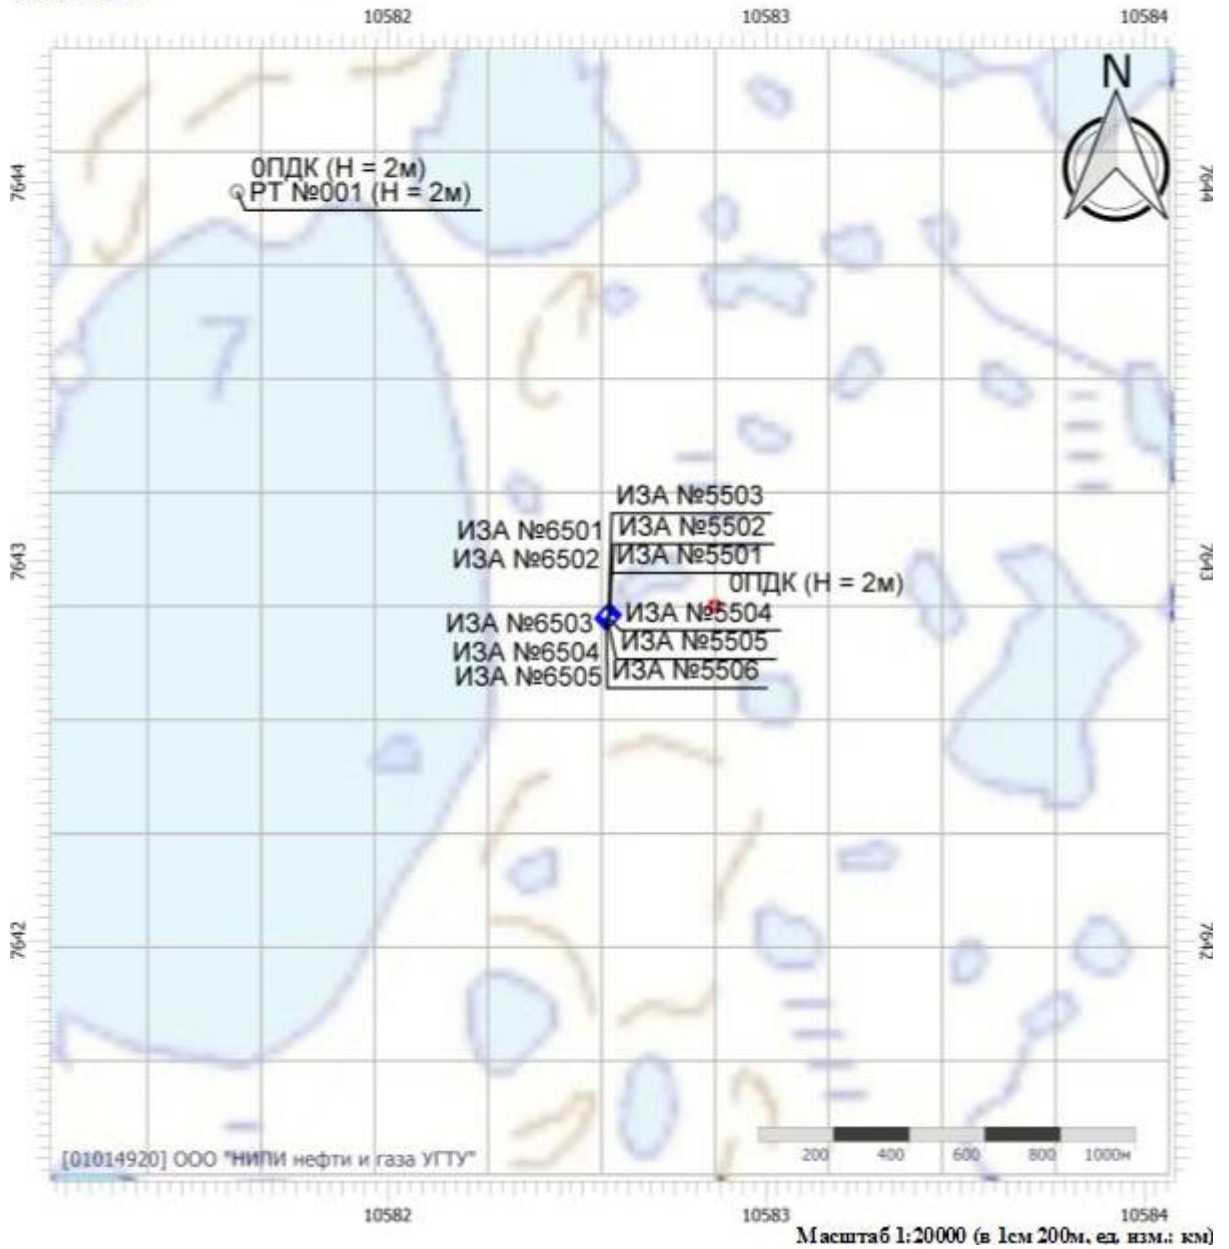 10582 10583 10584
7644 7644
0ПДК (Н = 2м)
РТ №001 (Н = 2м)
N
7
ИЗА №5503
ИЗА №6501 ИЗА №5502
ИЗА №6502 ИЗА №5501
7643 7643
0ПДК (Н = 2м)
ИЗА №6503 ИЗА №5504
ИЗА №6504 ИЗА №5505
ИЗА №6505 ИЗА №5506
7642 7642
200 400 600 800 1000м
[01014920] ООО "НИПИ нефти и газа УГТУ"
10582 10583 10584
Масштаб 1:20000 (в 1см 200м, ед. изм.: км)